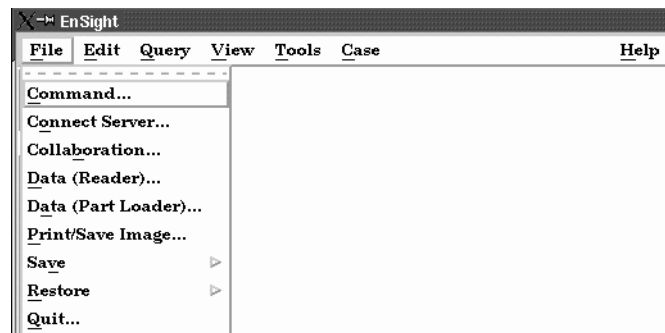 EnSight
File Edit Query View Tools Case Help
Command...
Connect Server...
Collaboration...
Data (Reader)...
Data (Part Loader)...
Print/Save Image...
Save
Restore
Quit...